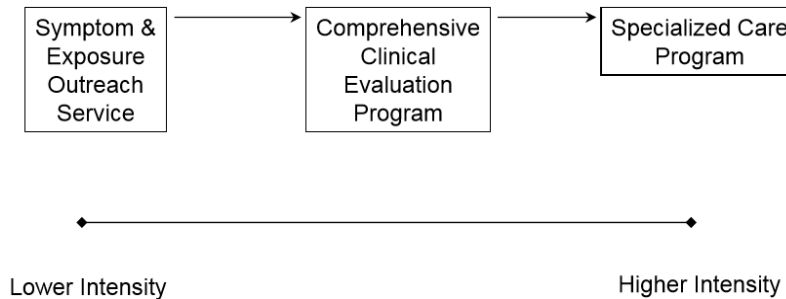 Symptom &
Exposure
Outreach
Service
Comprehensive
Clinical
Evaluation
Program
Specialized Care
Program
Lower Intensity
Higher Intensity